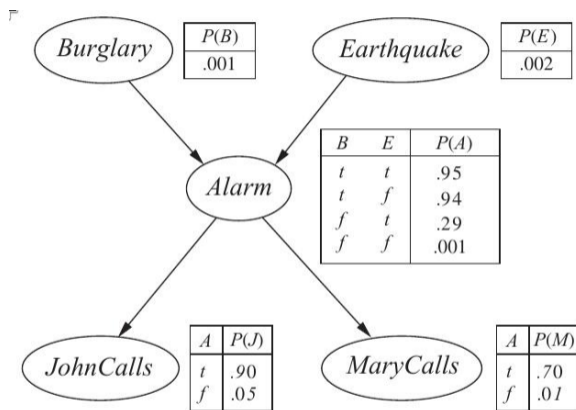 Burglary
P(B)
.001
Earthquake
P(E)
.002
B E P(A)
t t .95
t f .94
f t .29
f f .001
Alarm
JohnCalls
A P(J)
t .90
f .05
MaryCalls
A P(M)
t .70
f .01